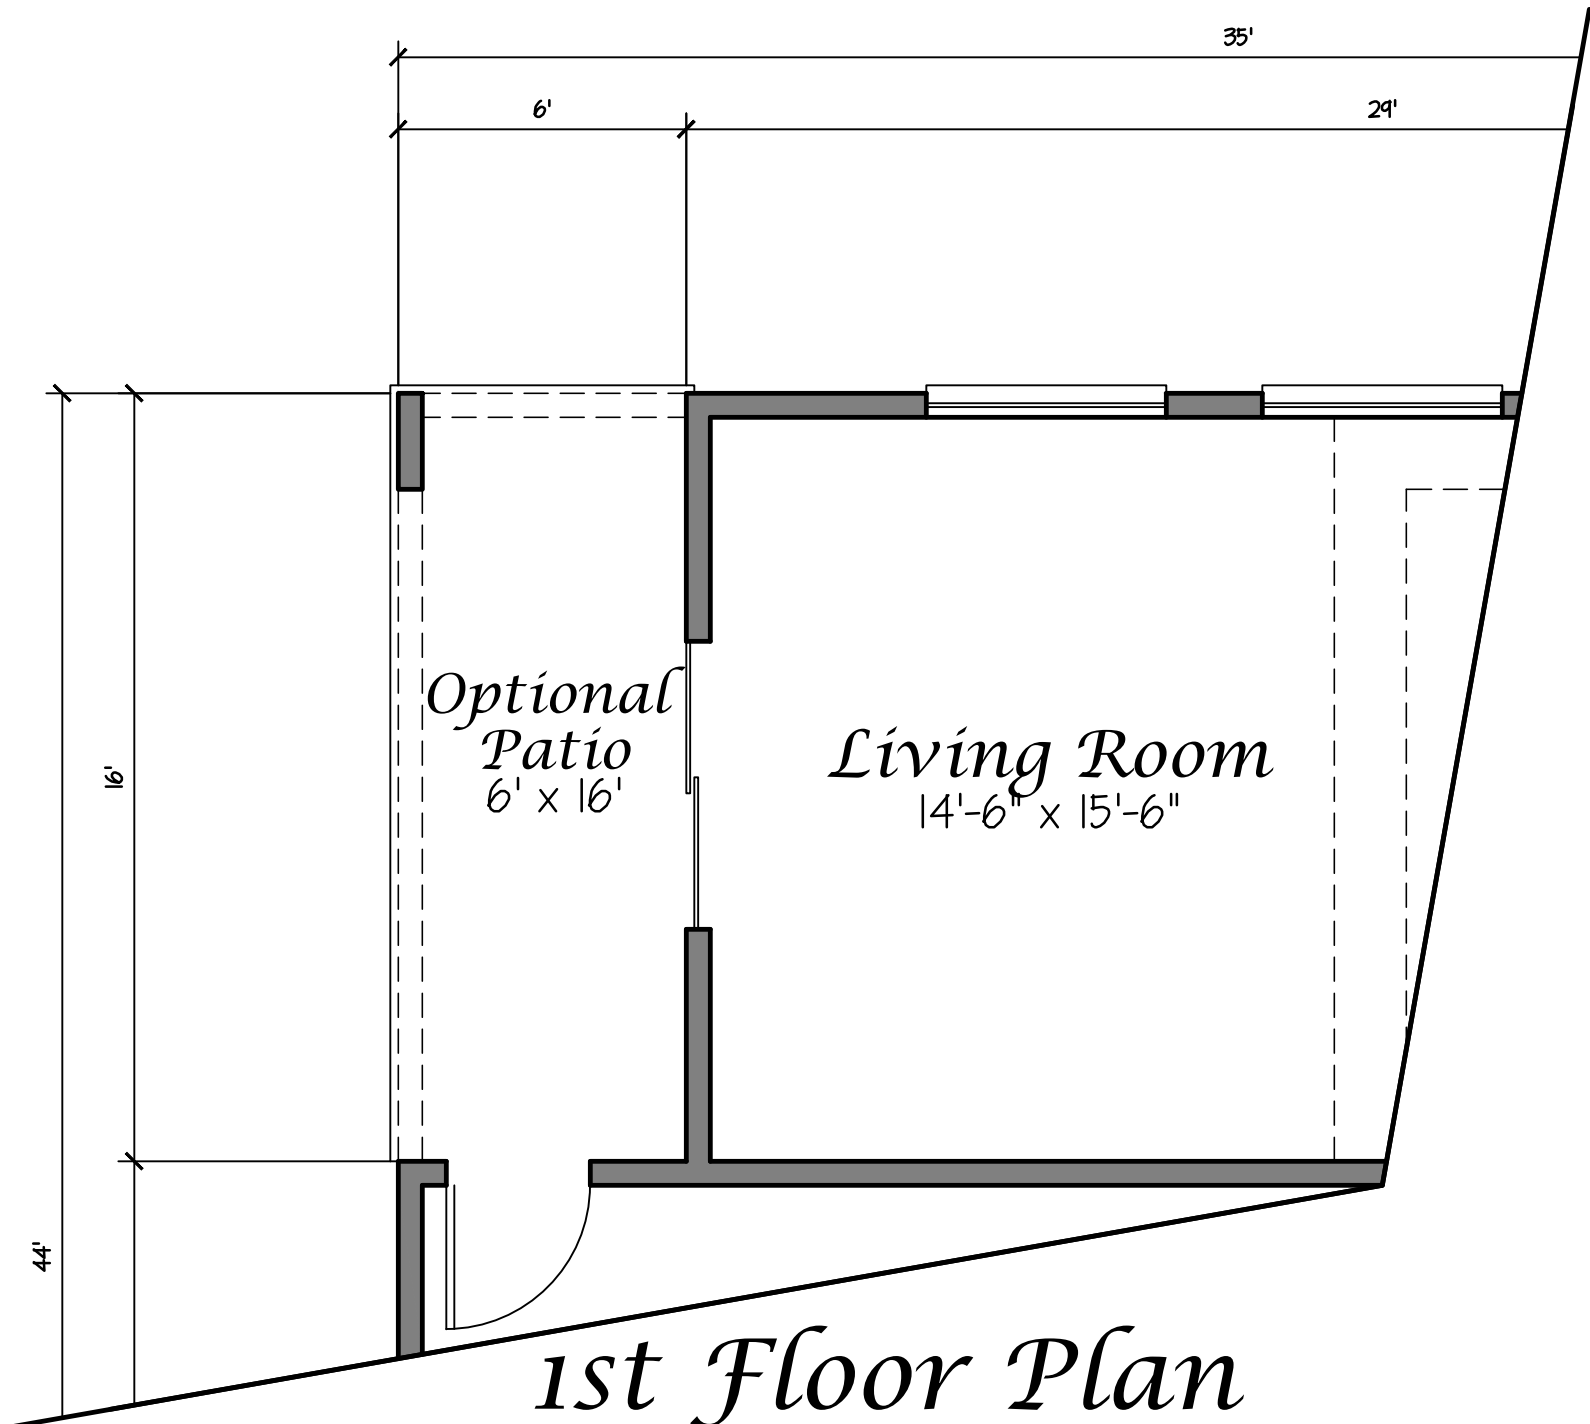 35'
6'
29'
Optional
Patio
6' x 16'
Living Room
14'-6" x 15'-6"
16'
44'
1st Floor Plan